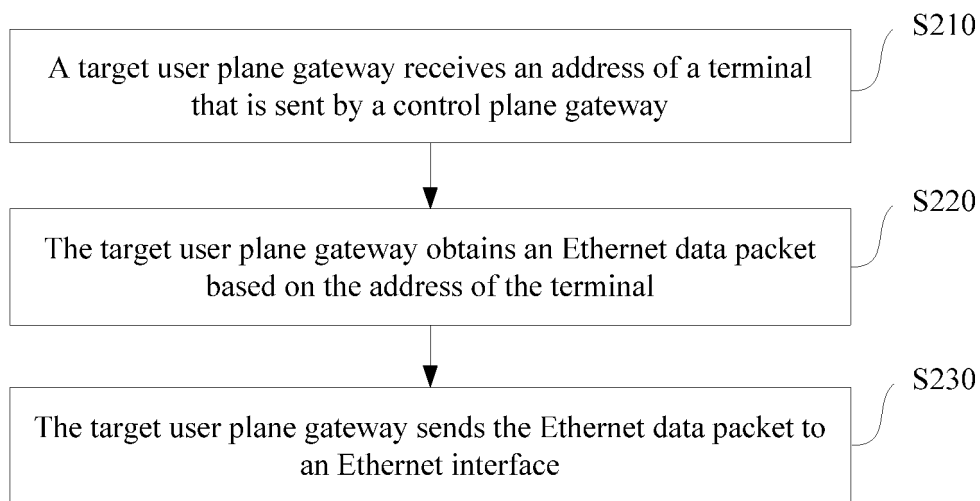 S210
A target user plane gateway receives an address of a terminal
that is sent by a control plane gateway
S220
The target user plane gateway obtains an Ethernet data packet
based on the address of the terminal
S230
The target user plane gateway sends the Ethernet data packet to
an Ethernet interface